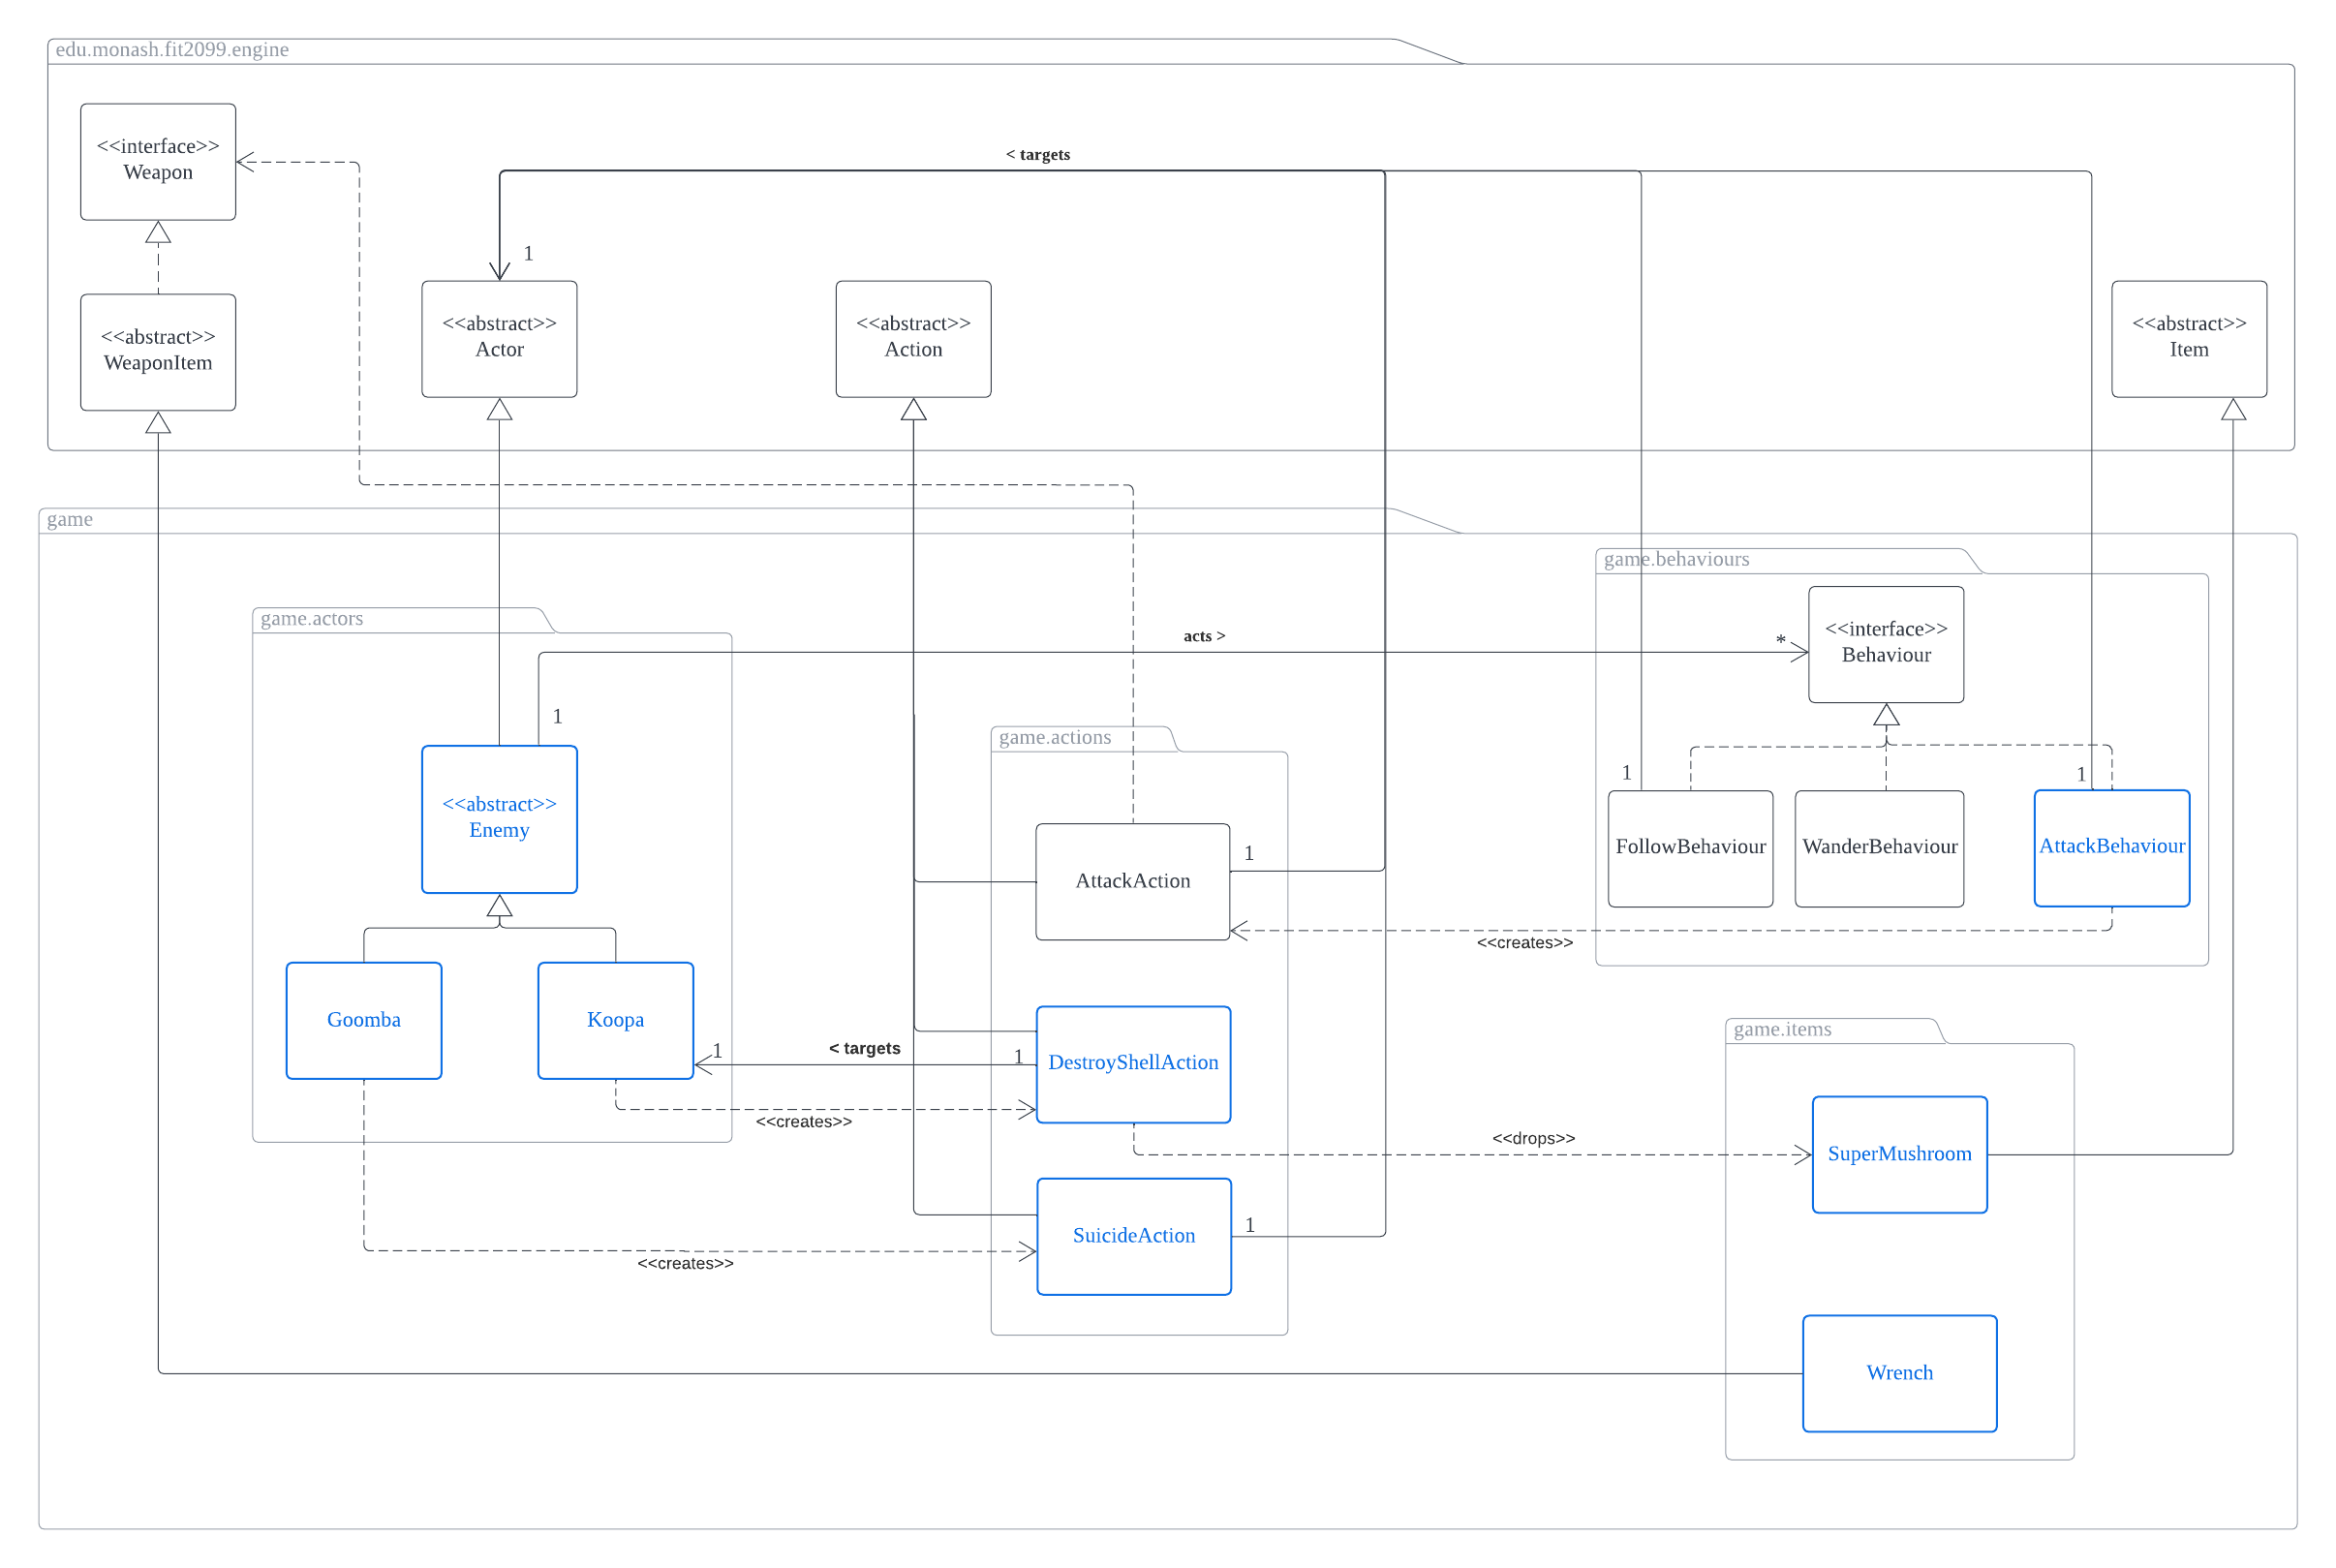 edu.monash.fit2099.engine
<<interface>>
Weapon
< targets
1
<<abstract>>
WeaponItem
<<abstract>>
Actor
<<abstract>>
Action
<<abstract>>
Item
game
game.behaviours
<<interface>>
Behaviour
game.actors
acts >
*
1
<<abstract>>
Enemy
game.actions
1
1
AttackAction
1
FollowBehaviour
WanderBehaviour
AttackBehaviour
<<creates>>
Goomba
Koopa
1
< targets
1
DestroyShellAction
<<creates>>
game.items
<<drops>>
SuperMushroom
SuicideAction
1
<<creates>>
Wrench